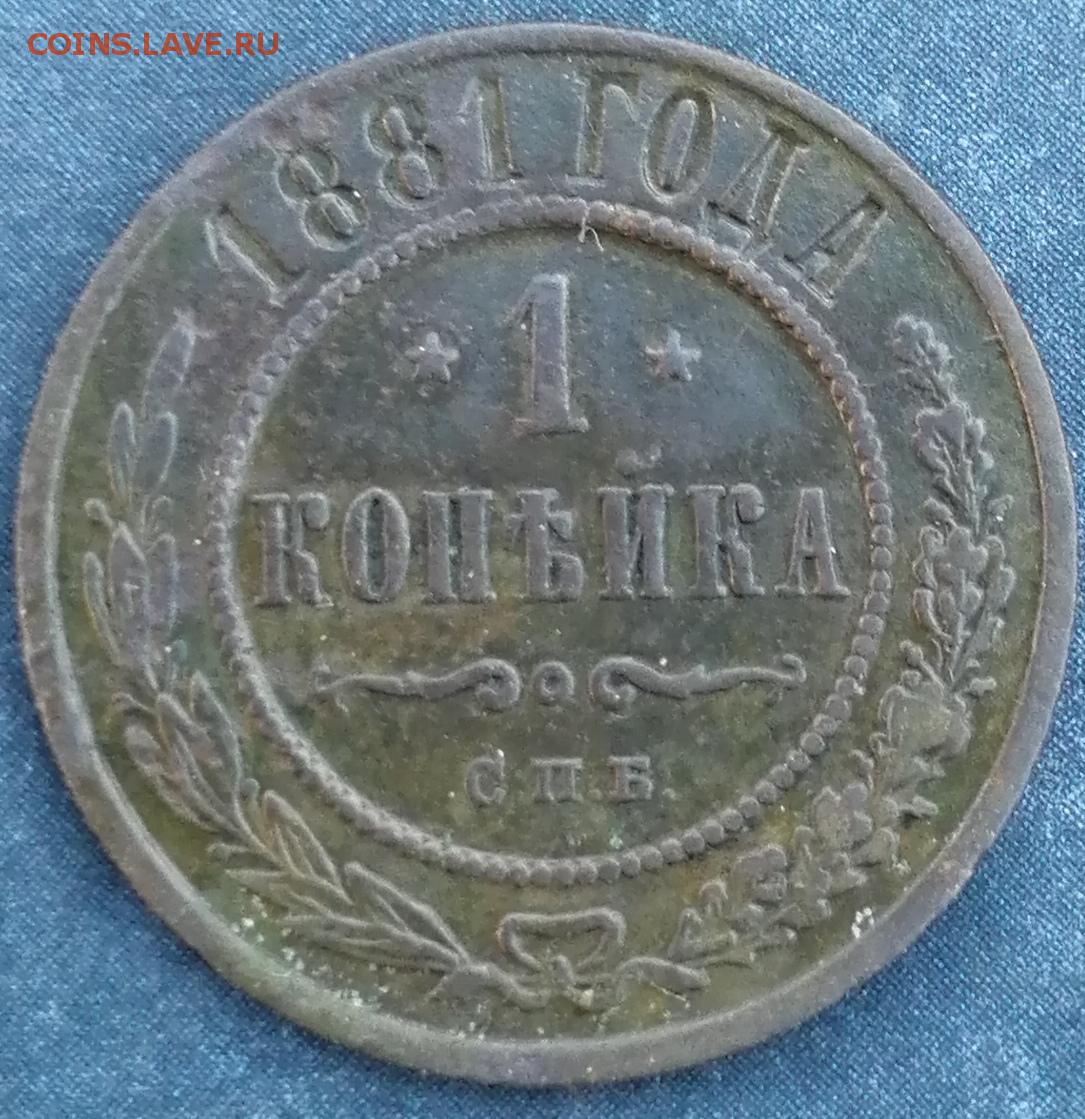 COINS.LAVE.RU
1881 ГОДА
1
КОПѢЙКА
С.П.Б.